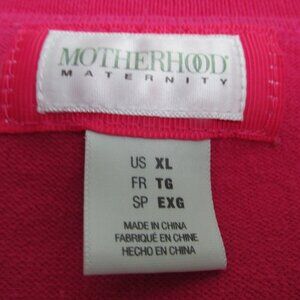 MOTHERHOOD
MATERNITY
US XL
FR TG
SP EXG
MADE IN CHINA
FABRIQUÉ EN CHINE
HECHO EN CHINA